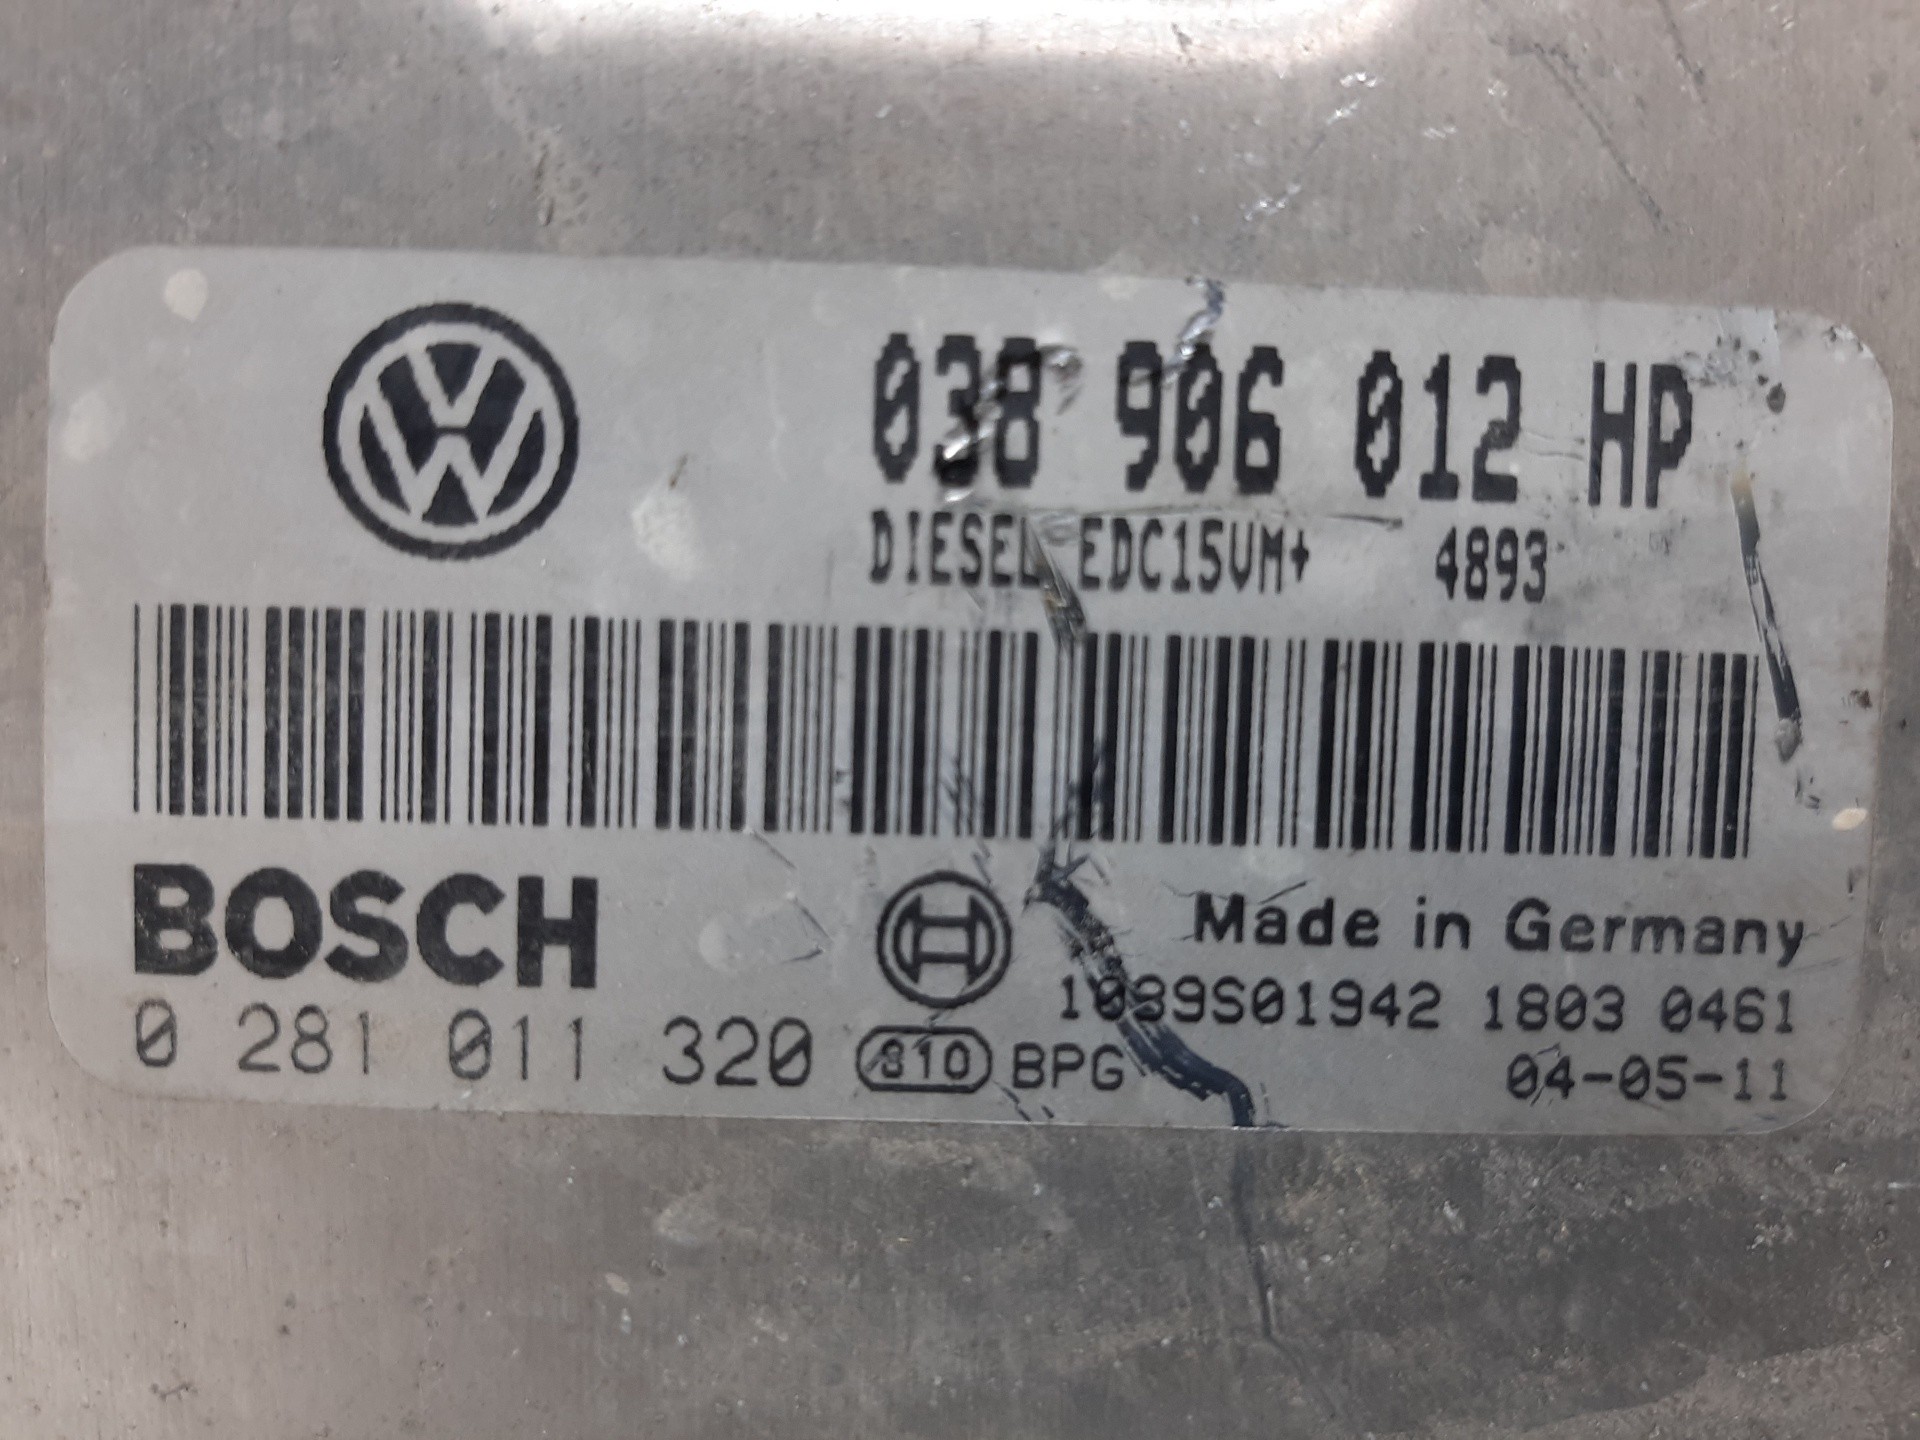 038 906 012 HP
DIESEL EDC15VM+ 4893
BOSCH
Made in Germany
1039S01942 1803 0461
0 281 011 320 810 BPG 04-05-11